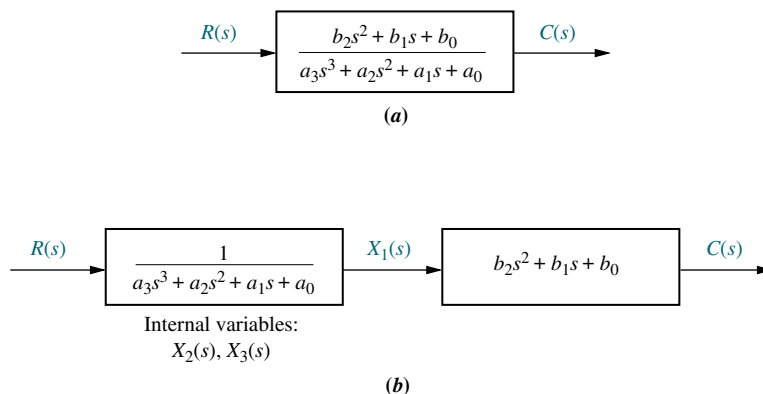 R(s)
b₂s² + b₁s + b₀
C(s)
a₃s³ + a₂s² + a₁s + a₀
(a)
R(s)
1
a₃s³ + a₂s² + a₁s + a₀
X₁(s)
b₂s² + b₁s + b₀
C(s)
Internal variables:
X₂(s), X₃(s)
(b)